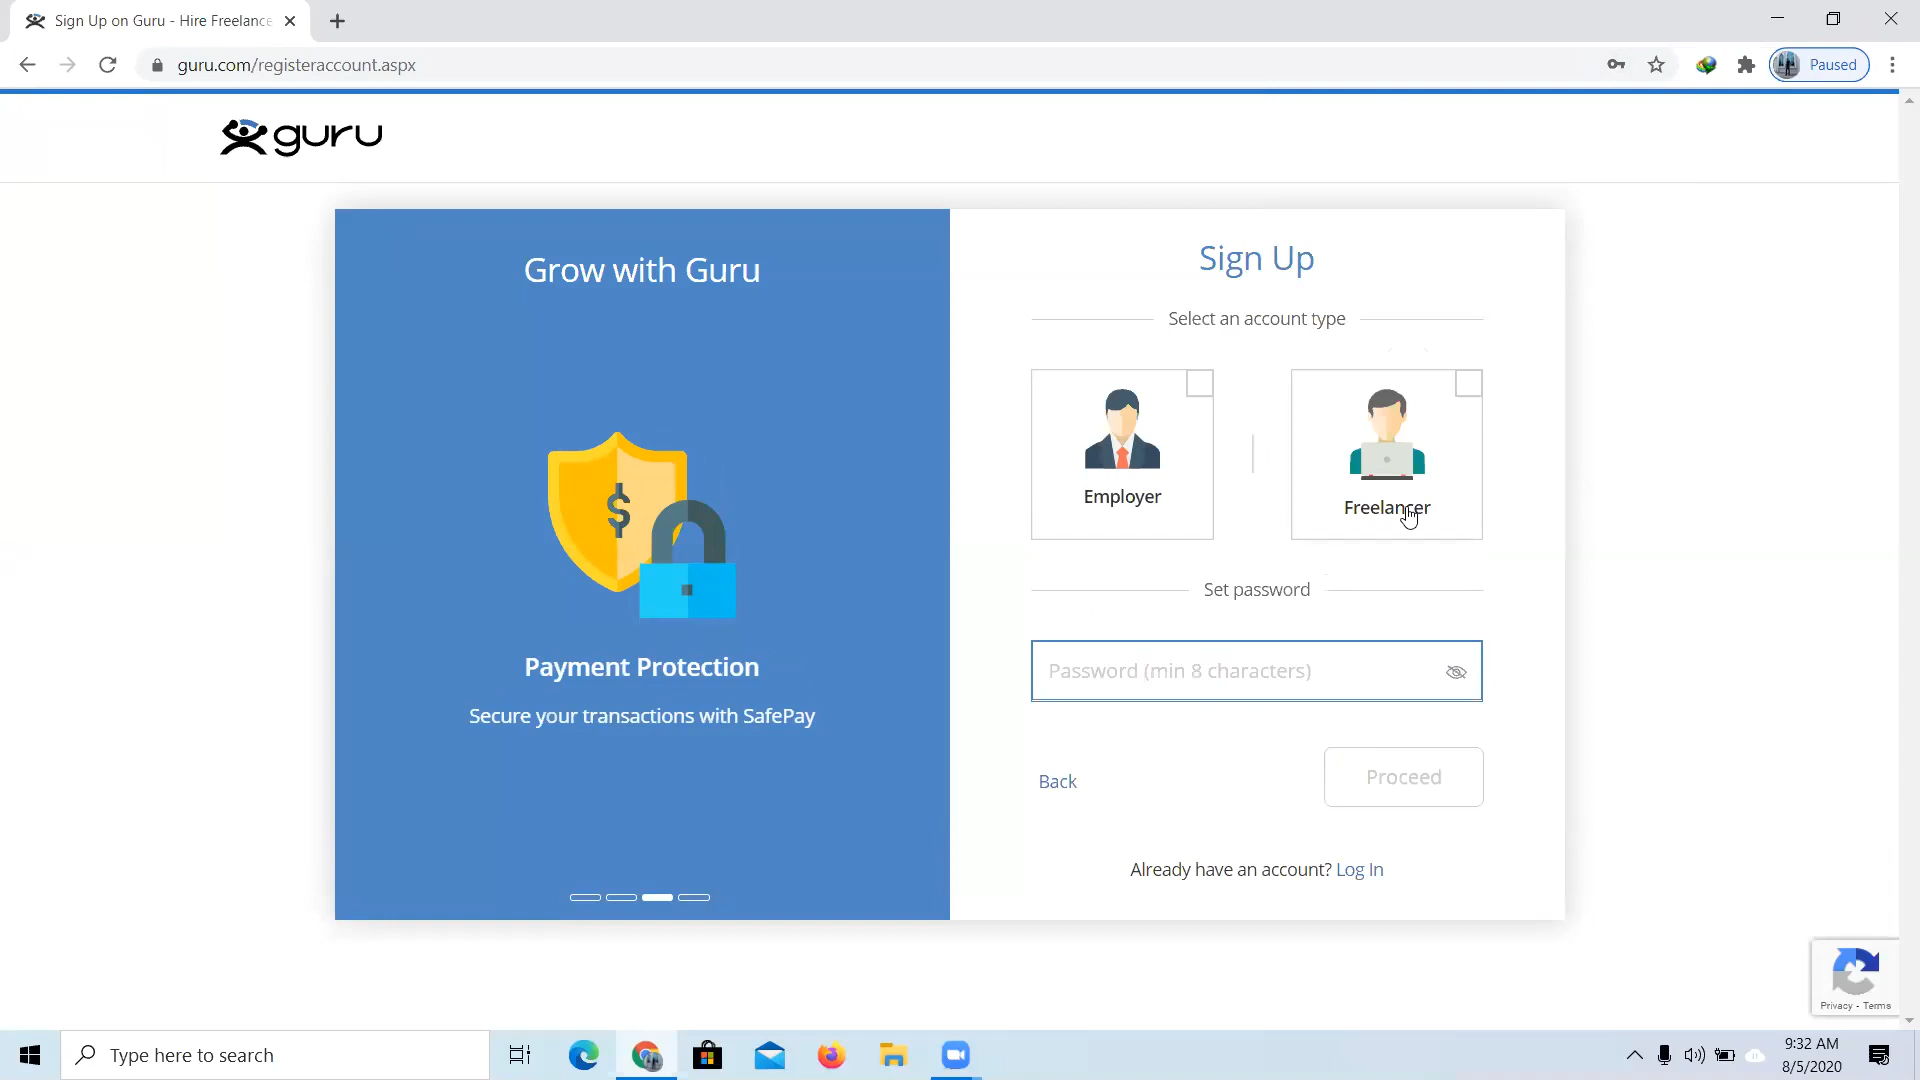 Sign Up on Guru - Hire Freelance
guru.com/registeraccount.aspx
Paused
guru
Grow with Guru
$
Payment Protection
Secure your transactions with SafePay
Sign Up
Select an account type
Employer
Freelancer
Set password
Password (min 8 characters)
Back
Proceed
Already have an account? Log In
Privacy - Terms
Type here to search
9:32 AM
8/5/2020